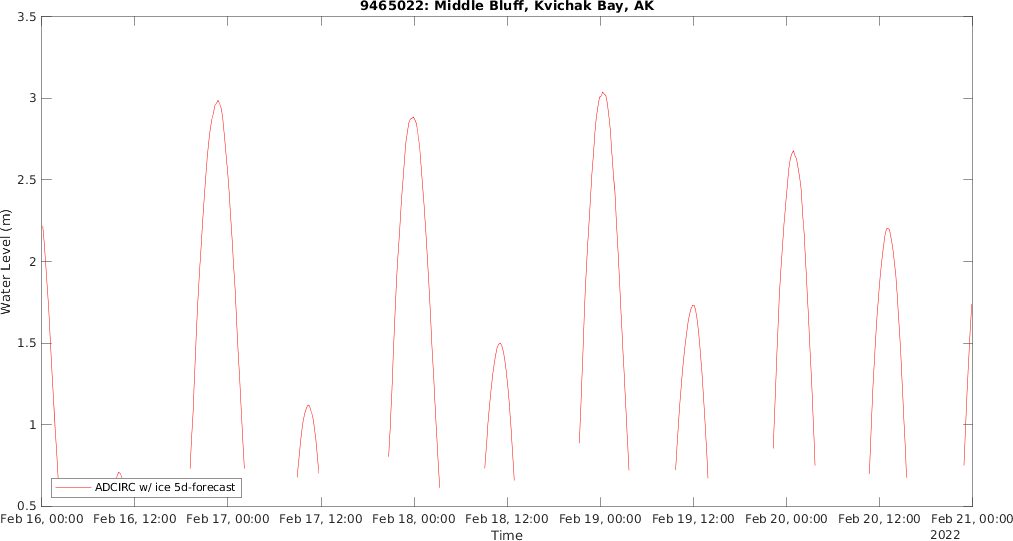 9465022: Middle Bluff, Kvichak Bay, AK
3.5
3
2.5
2
1.5
1
0.5
Water Level (m)
ADCIRC w/ ice 5d-forecast
Feb 16, 00:00 Feb 16, 12:00 Feb 17, 00:00 Feb 17, 12:00 Feb 18, 00:00 Feb 18, 12:00 Feb 19, 00:00 Feb 19, 12:00 Feb 20, 00:00 Feb 20, 12:00 Feb 21, 00:00
Time
2022